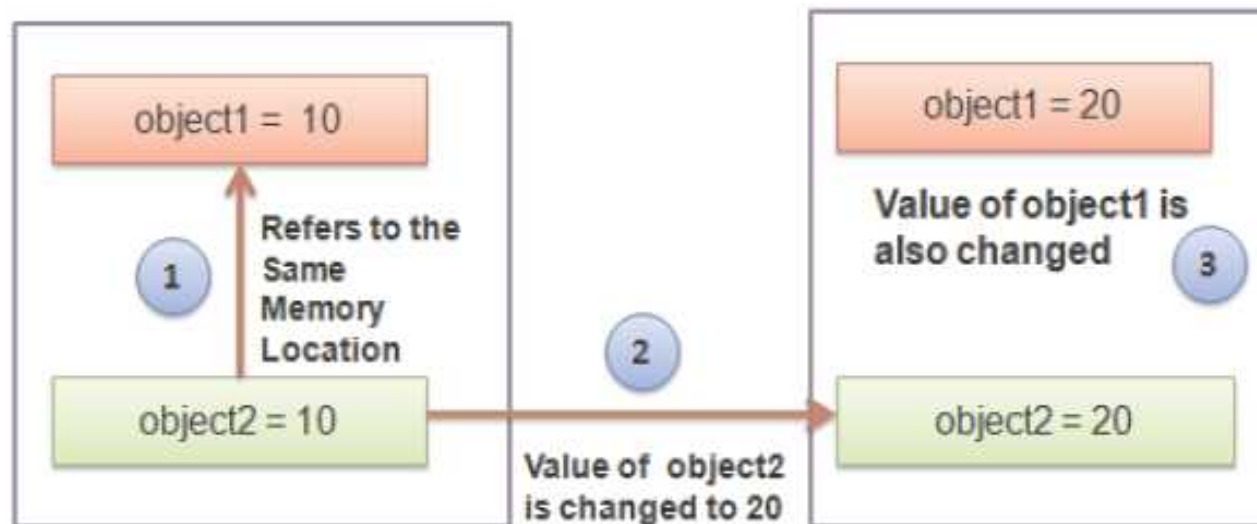 object1 = 10
1
Refers to the
Same
Memory
Location
object2 = 10
2
Value of object2
is changed to 20
object1 = 20
Value of object1 is
also changed
3
object2 = 20